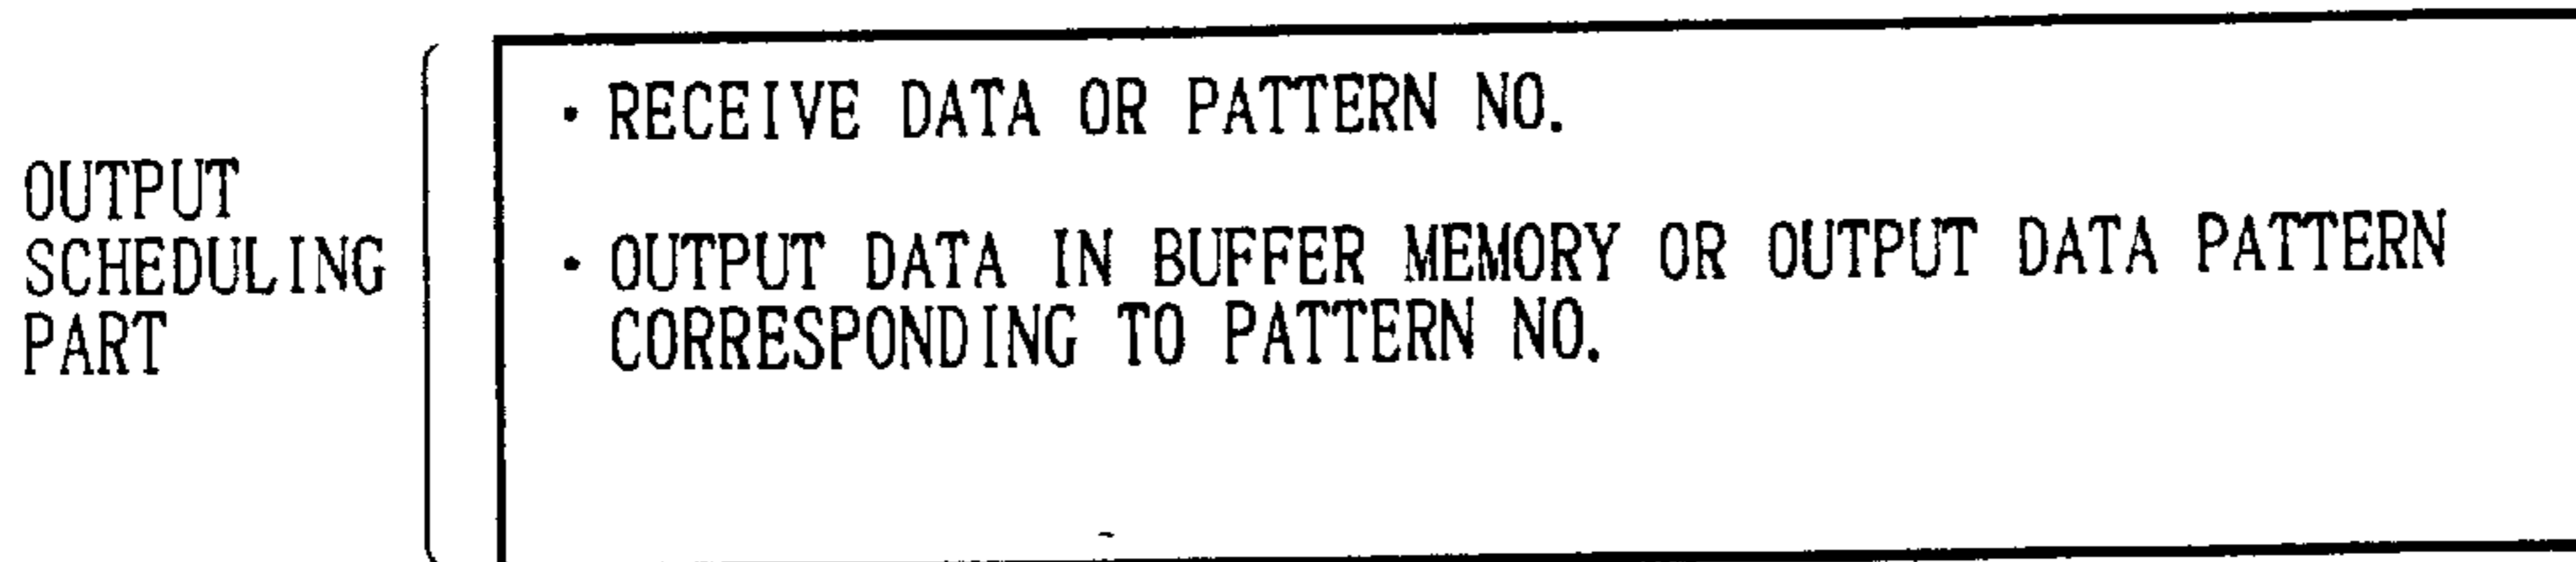 OUTPUT
SCHEDULING
PART
· RECEIVE DATA OR PATTERN NO.
· OUTPUT DATA IN BUFFER MEMORY OR OUTPUT DATA PATTERN
CORRESPONDING TO PATTERN NO.